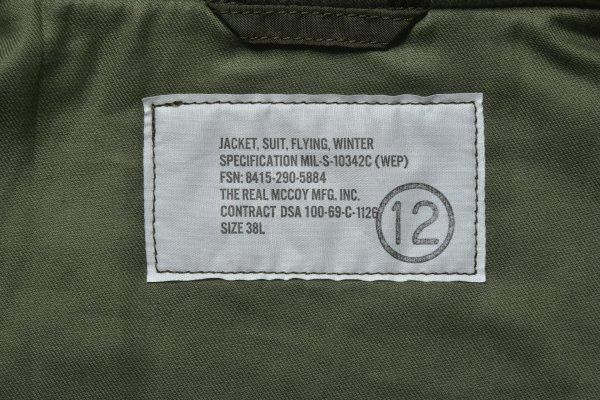 JACKET, SUIT, FLYING, WINTER
SPECIFICATION MIL-S-10342C (WEP)
FSN: 8415-290-5884
THE REAL MCCOY MFG. INC.
CONTRACT DSA 100-69-C-1126
SIZE 38L
12